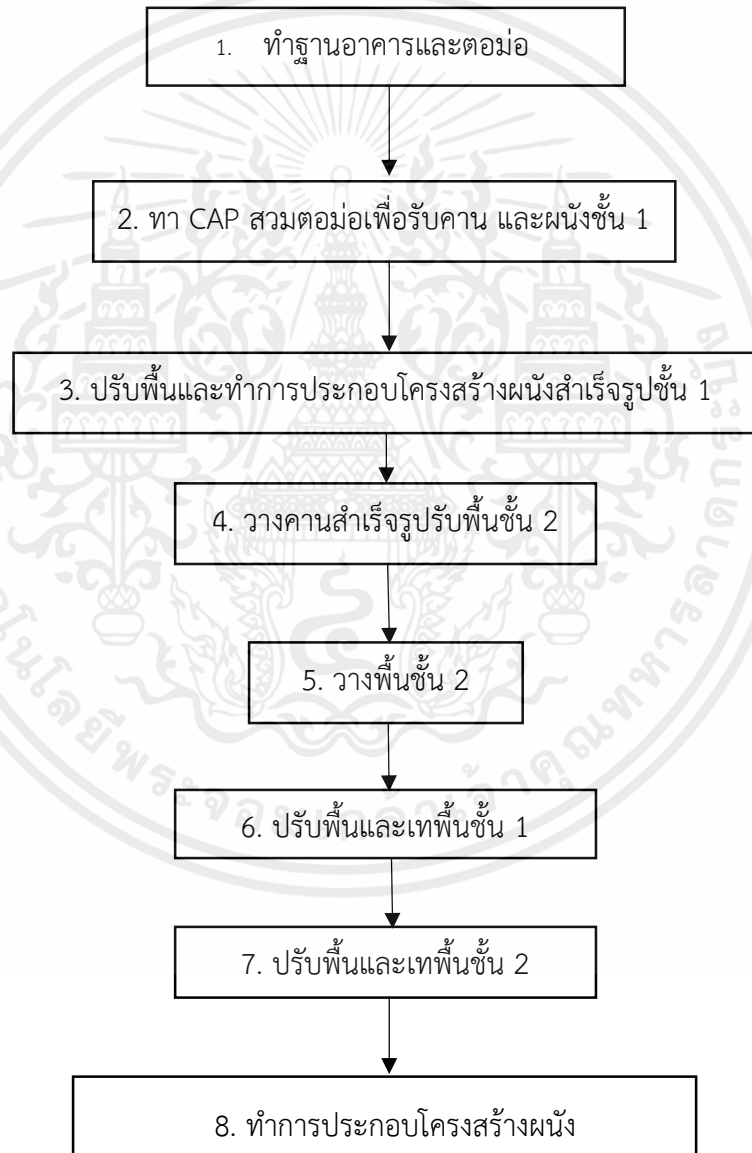 1. ทำฐานอาคารและตอม่อ
2. ทา CAP สวมตอม่อเพื่อรับคาน และผนังชั้น 1
3. ปรับพื้นและทำการประกอบโครงสร้างผนังสำเร็จรูปชั้น 1
4. วางคานสำเร็จรูปรับพื้นชั้น 2
5. วางพื้นชั้น 2
6. ปรับพื้นและเทพื้นชั้น 1
7. ปรับพื้นและเทพื้นชั้น 2
8. ทำการประกอบโครงสร้างผนัง